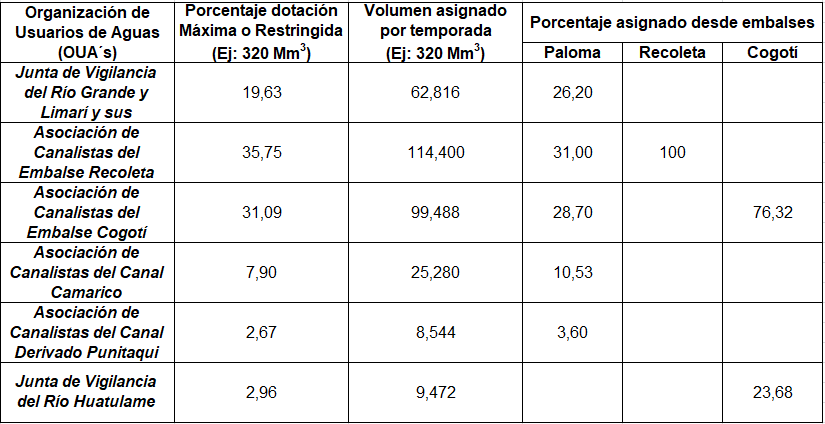 Organización de
Usuarios de Aguas
(OUA´s)
Porcentaje dotación
Máxima o Restringida
(Ej: 320 Mm3)
Volumen asignado
por temporada
(Ej: 320 Mm3)
Porcentaje asignado desde embalses
Paloma
Recoleta
Cogotí
Junta de Vigilancia
del Río Grande y
Limarí y sus
19,63
62,816
26,20
Asociación de
Canalistas del
Embalse Recoleta
35,75
114,400
31,00
100
Asociación de
Canalistas del
Embalse Cogotí
31,09
99,488
28,70
76,32
Asociación de
Canalistas del Canal
Camarico
7,90
25,280
10,53
Asociación de
Canalistas del Canal
Derivado Punitaqui
2,67
8,544
3,60
Junta de Vigilancia
del Río Huatulame
2,96
9,472
23,68